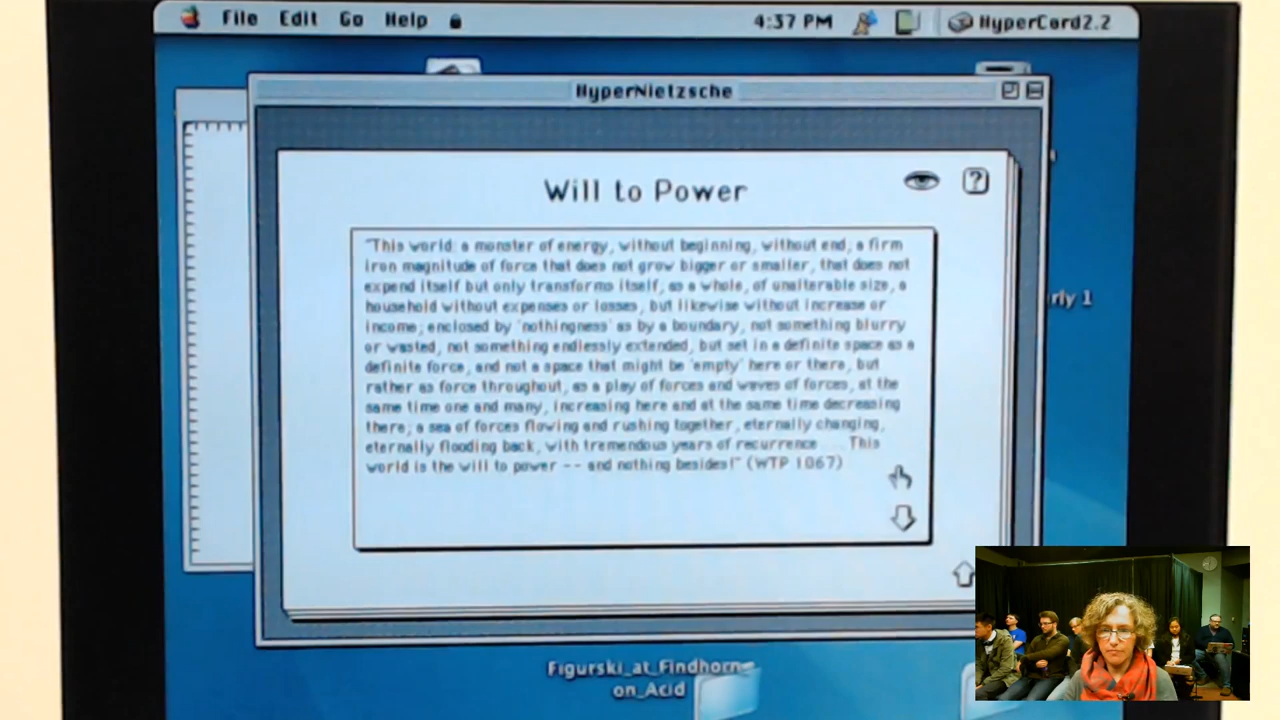 File Edit Go Help 4:37 PM HyperCard2.2
HyperNietzsche
Will to Power
"This world: a monster of energy, without beginning, without end, a firm
iron magnitude of force that does not grow bigger or smaller, that does not
expend itself but only transforms itself, as a whole, of unalterable size, a
household without expenses or losses, but likewise without increase or
income; enclosed by 'nothingness' as by a boundary, not something blurry
or wasted, not something endlessly extended, but set in a definite space as a
definite force, and not a space that might be 'empty' here or there, but
rather as force throughout, as a play of forces and waves of forces, at the
same time one and many, increasing here and at the same time decreasing
there; a sea of forces flowing and rushing together, eternally changing,
eternally flooding back, with tremendous years of recurrence ... This
world is the will to power -- and nothing besides!" (WTP 1067)
rly 1
Figurski_at_Findhorn
on_Acid